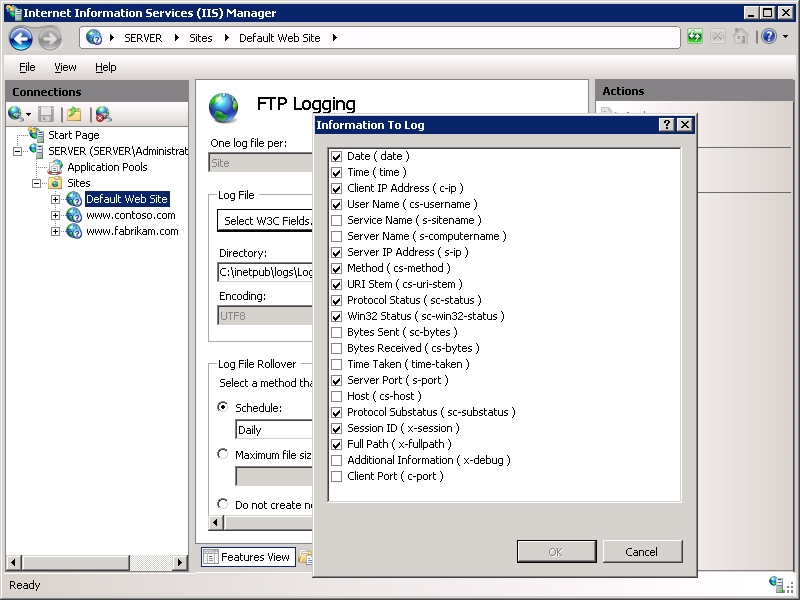 Internet Information Services (IIS) Manager
SERVER
Sites
Default Web Site
File
View
Help
Connections
Start Page
SERVER (SERVER\Administrat
Application Pools
Sites
Default Web Site
www.contoso.com
www.fabrikam.com
FTP Logging
One log file per:
Site
Log File
Select W3C Fields.
Directory:
C:\inetpub\logs\Log
Encoding:
UTF8
Log File Rollover
Select a method tha
Schedule:
Daily
Maximum file siz
Do not create ne
Features View
Actions
Information To Log
Date ( date )
Time ( time )
Client IP Address ( c-ip )
User Name ( cs-username )
Service Name ( s-sitename )
Server Name ( s-computername )
Server IP Address ( s-ip )
Method ( cs-method )
URI Stem ( cs-uri-stem )
Protocol Status ( sc-status )
Win32 Status ( sc-win32-status )
Bytes Sent ( sc-bytes )
Bytes Received ( cs-bytes )
Time Taken ( time-taken )
Server Port ( s-port )
Host ( cs-host )
Protocol Substatus ( sc-substatus )
Session ID ( x-session )
Full Path ( x-fullpath )
Additional Information ( x-debug )
Client Port ( c-port )
OK
Cancel
Ready